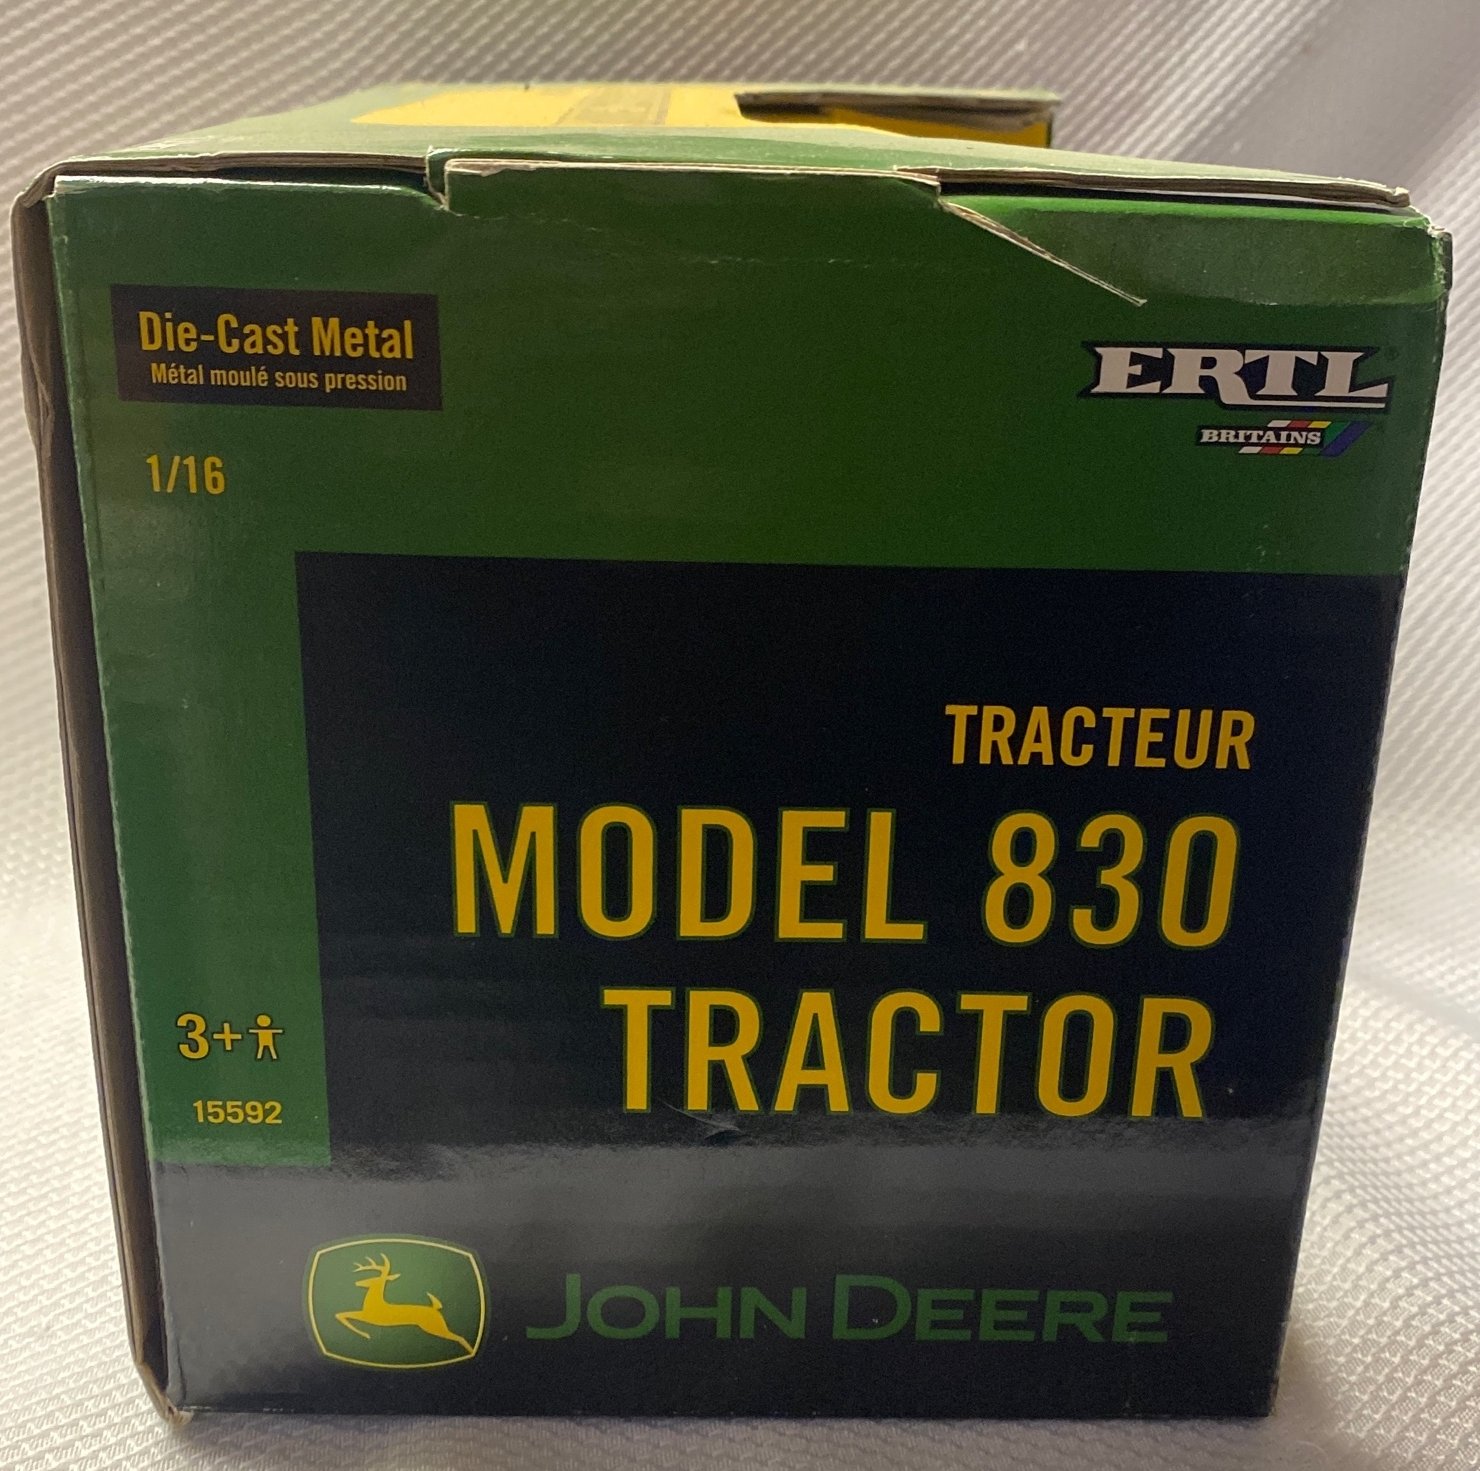 Die-Cast Metal
Métal moulé sous pression
1/16
ERTL
BRITAINS
TRACTEUR
MODEL 830
TRACTOR
3+
15592
JOHN DEERE